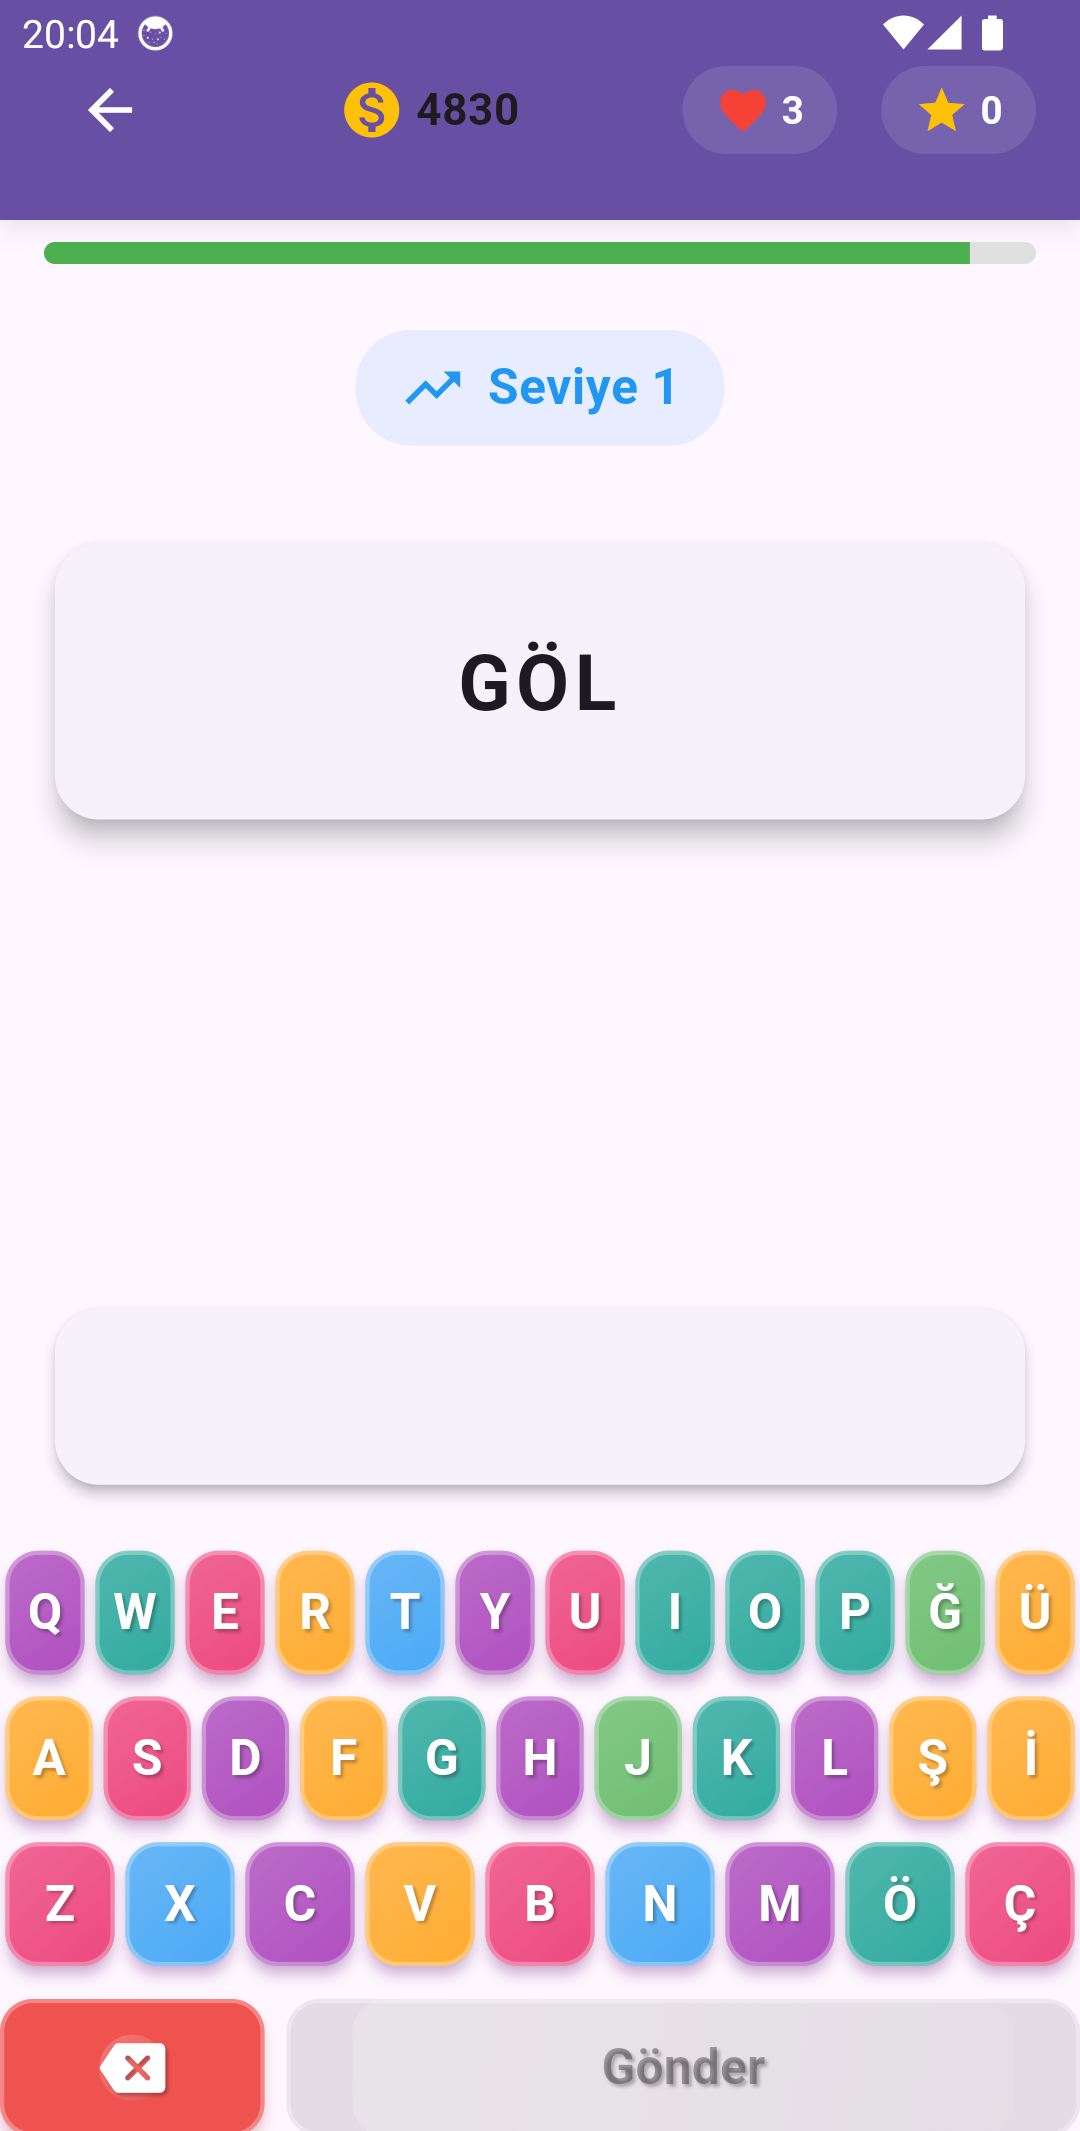 20:04
4830 3 0
Seviye 1
GÖL
Q W E R T Y U I O P Ğ Ü
A S D F G H J K L Ş İ
Z X C V B N M Ö Ç
Gönder